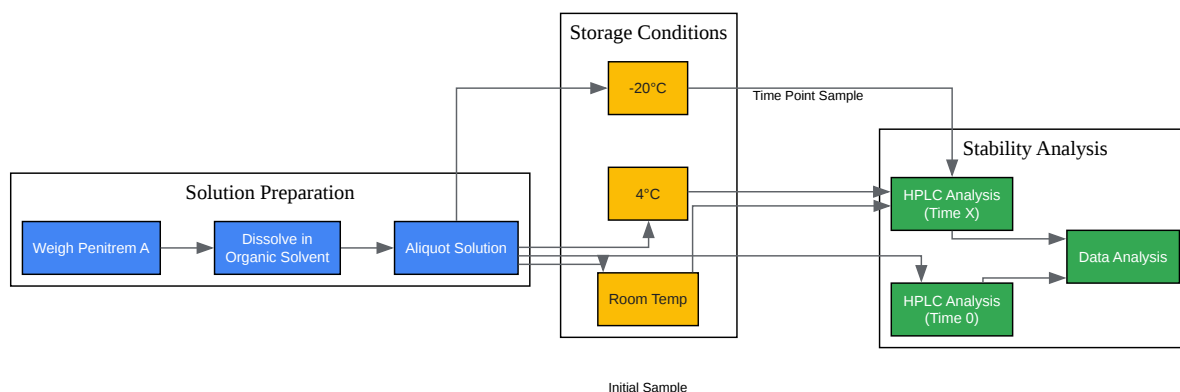 Storage Conditions
-20°C
Time Point Sample
Stability Analysis
Solution Preparation
4°C
HPLC Analysis
(Time X)
Weigh Penitrem A
Dissolve in
Organic Solvent
Aliquot Solution
Data Analysis
Room Temp
HPLC Analysis
(Time 0)
Initial Sample